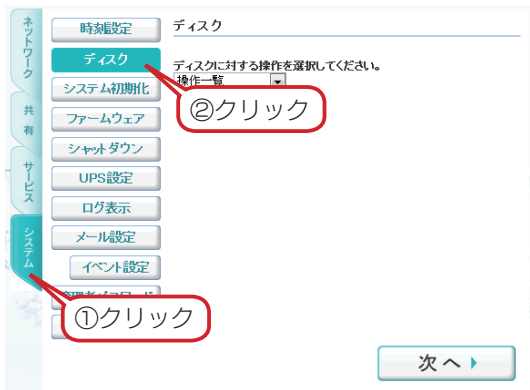 ネットワーク
共有
サービス
システム
時刻設定
ディスク
システム初期化
ファームウェア
シャットダウン
UPS設定
ログ表示
メール設定
イベント設定
ディスク
ディスクに対する操作を選択してください。
操作一覧
②クリック
①クリック
次へ